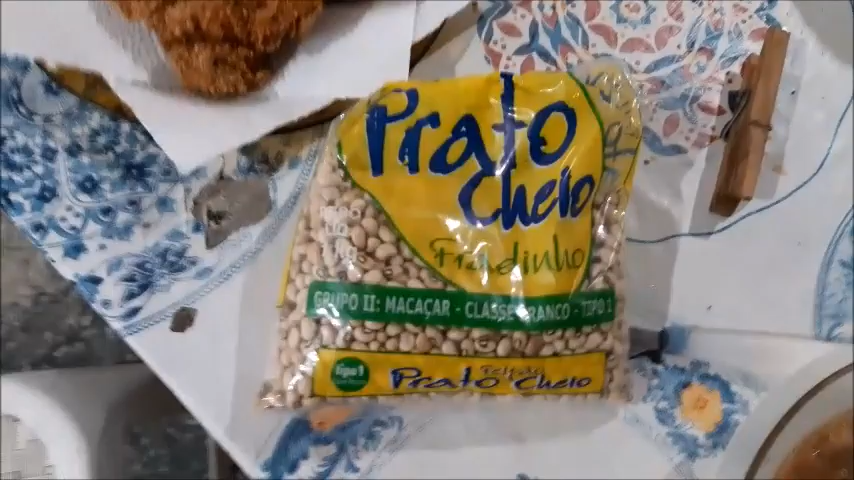 Prato
Cheio
Fradinho
GRUPO II: MACAÇAR - CLASSE BRANCO - TIPO 1
tipo 1
Feijão
Prato Cheio